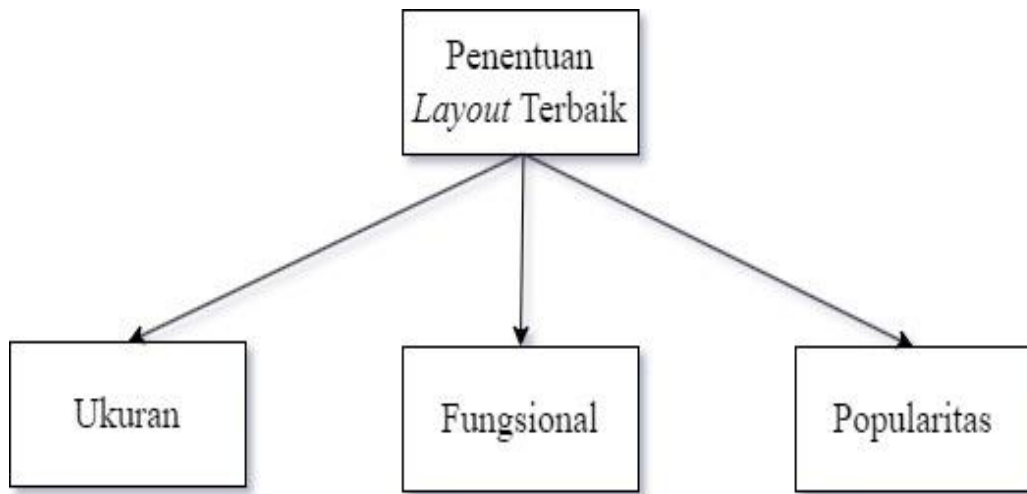 Penentuan
Layout Terbaik
Ukuran
Fungsional
Popularitas